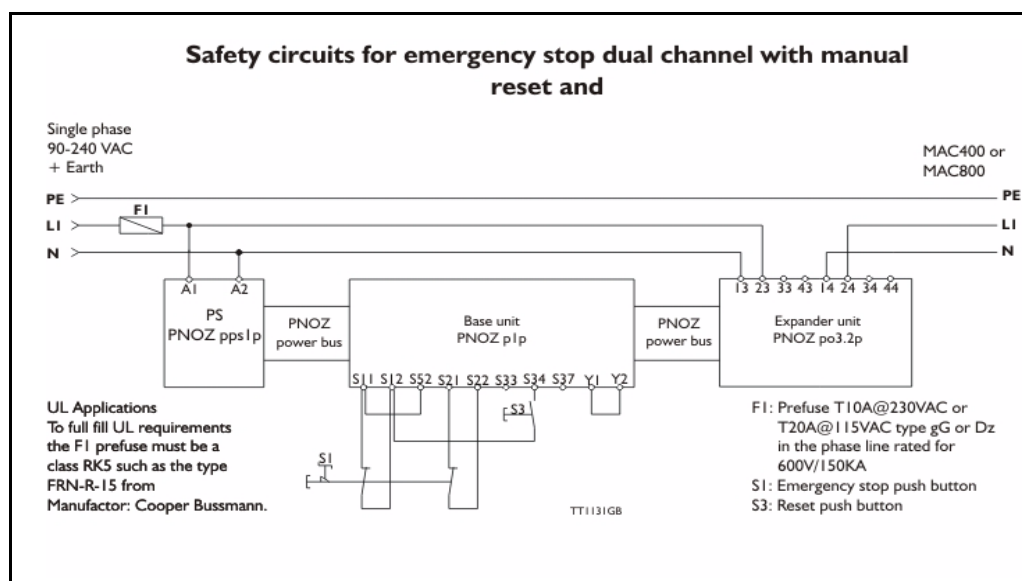 Safety circuits for emergency stop dual channel with manual
reset and
Single phase
90-240 VAC
+ Earth
MAC400 or
MAC800
PE
PE
F1
L1
L1
N
N
A1 A2
PS
PNOZ pps1p
PNOZ
power bus
Base unit
PNOZ p1p
PNOZ
power bus
13 23 33 43 14 24 34 44
Expander unit
PNOZ po3.2p
S11 S12 S52 S21 S22 S33 S34 S37 Y1 Y2
S3
S1
UL Applications
To full fill UL requirements
the F1 prefuse must be a
class RK5 such as the type
FRN-R-15 from
Manufactor: Cooper Bussmann.
TT1131GB
F1: Prefuse T10A@230VAC or
T20A@115VAC type gG or Dz
in the phase line rated for
600V/150KA
S1: Emergency stop push button
S3: Reset push button